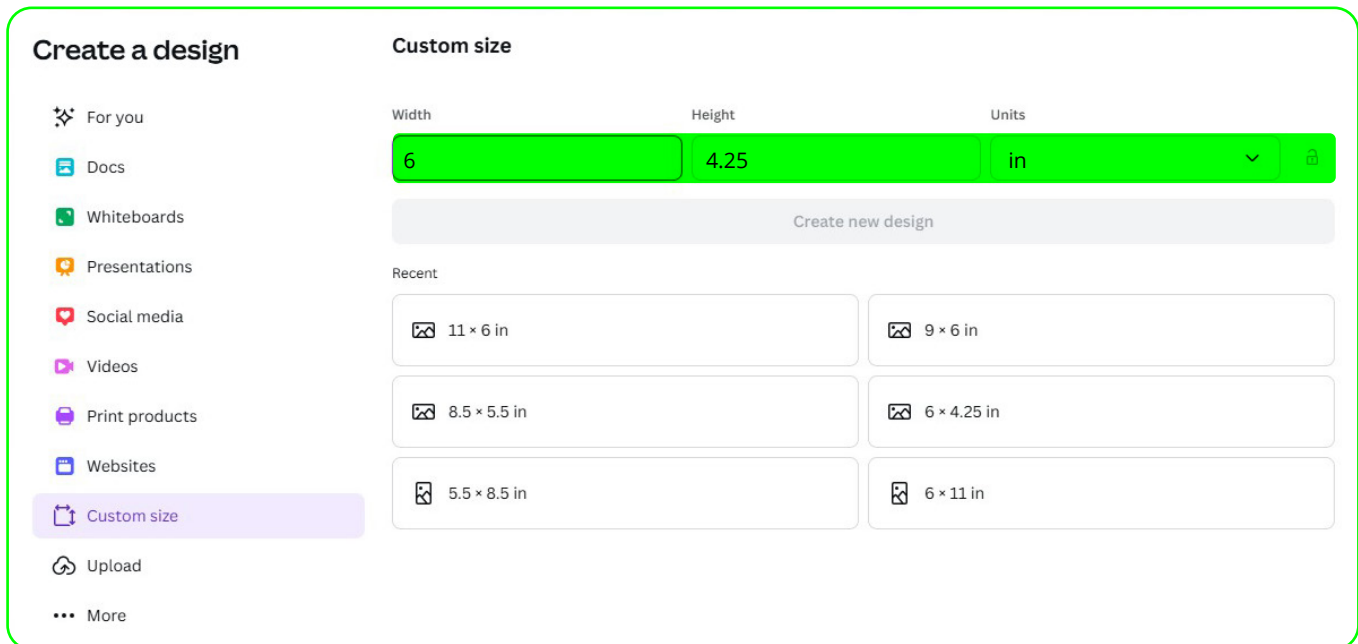 Create a design
For you
Docs
Whiteboards
Presentations
Social media
Videos
Print products
Websites
Custom size
Upload
More
Custom size
Width Height Units
6 4.25 in
Create new design
Recent
11 × 6 in
9 × 6 in
8.5 × 5.5 in
6 × 4.25 in
5.5 × 8.5 in
6 × 11 in